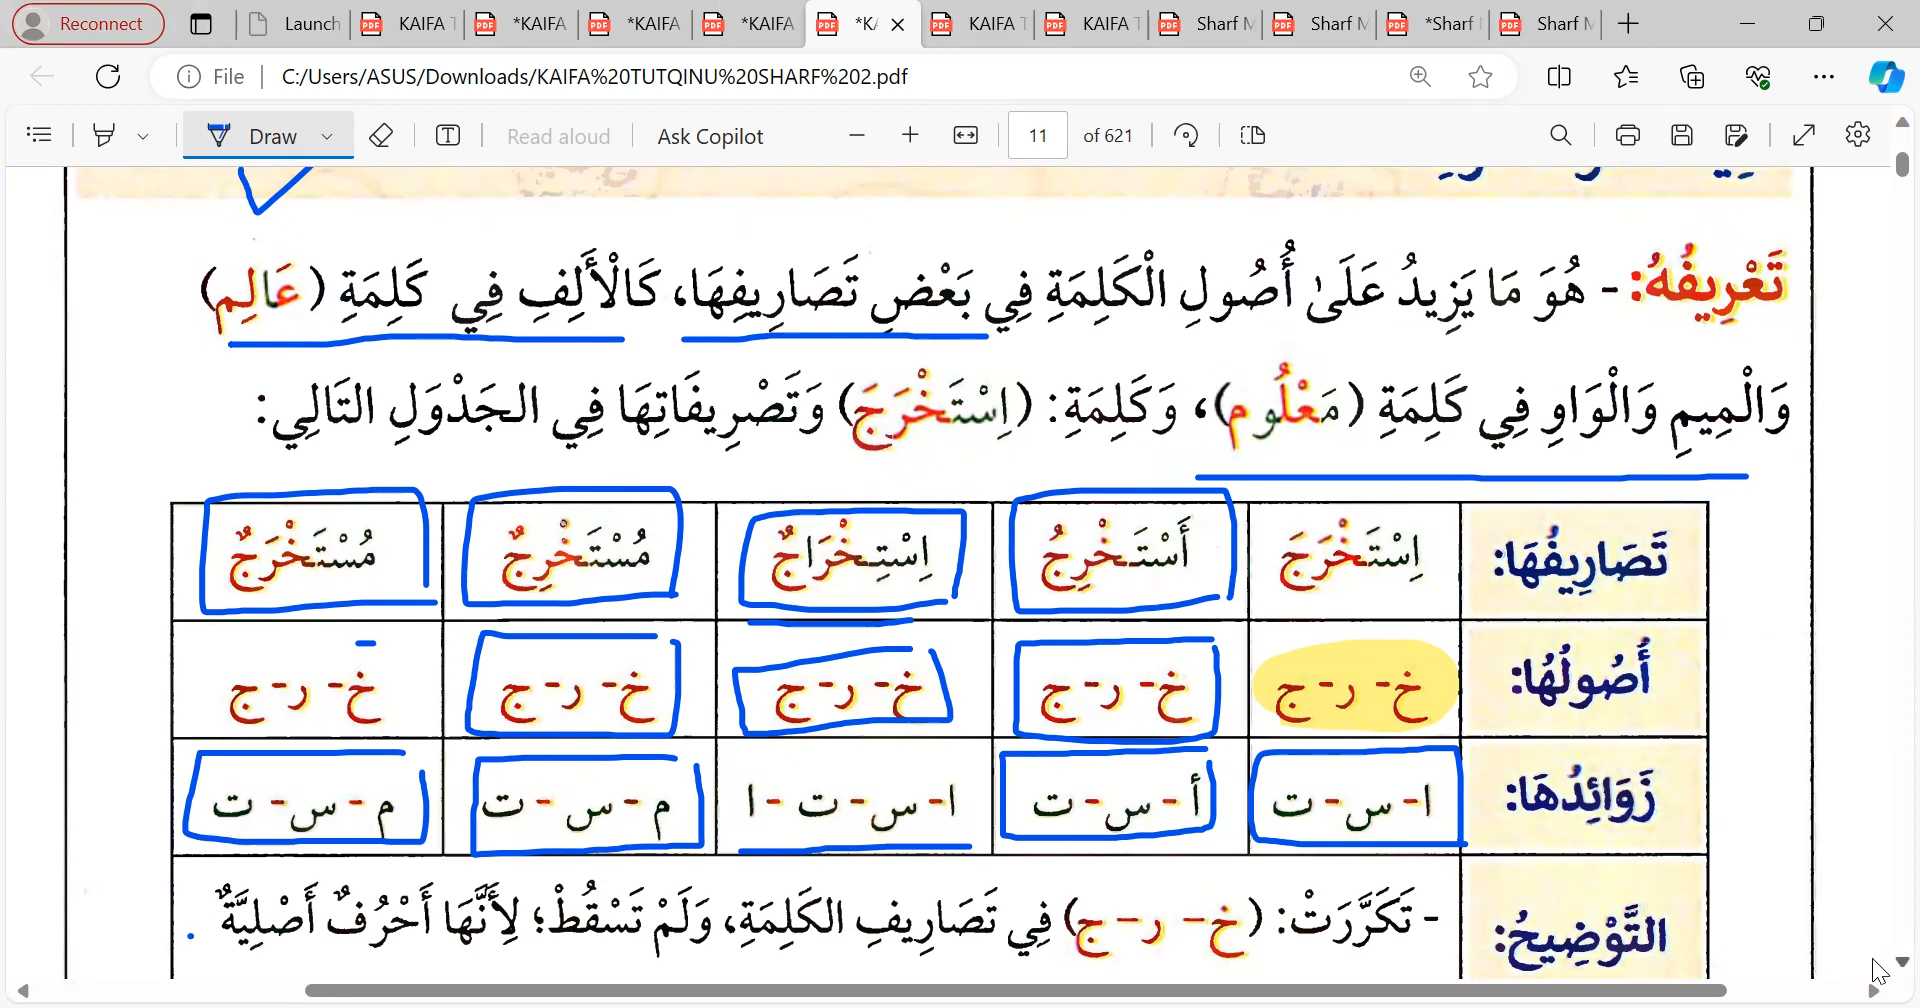 Reconnect
Launch
KAIFA T
*KAIFA
*KAIFA
*KAIFA
*KA
KAIFA T
KAIFA T
Sharf M
Sharf M
*Sharf
Sharf M
File
C:/Users/ASUS/Downloads/KAIFA%20TUTQINU%20SHARF%202.pdf
Draw
Read aloud
Ask Copilot
11 of 621
تَعْرِيفُهُ: - هُوَ مَا يَزِيدُ عَلَىٰ أُصُولِ الْكَلِمَةِ فِي بَعْضِ تَصَارِيفِهَا، كَالْأَلِفِ فِي كَلِمَةِ (عَالِم)
وَالْمِيمِ وَالْوَاوِ فِي كَلِمَةِ (مَعْلُوم)، وَكَلِمَةِ: (اِسْتَخْرَجَ) وَتَصْرِيفَاتِهَا فِي الجَدْوَلِ التَّالِي:
تَصَارِيفُهَا: اِسْتَخْرَجَ أَسْتَخْرِجُ اِسْتِخْرَاجٌ مُسْتَخْرِجٌ مُسْتَخْرَجٌ
أُصُولُهُا: خ- ر- ج خ- ر- ج خ- ر- ج خ- ر- ج خ- ر- ج
زَوَائِدُهَا: ا- س- ت أ- س- ت ا- س- ت- ا م- س- ت م- س- ت
التَّوْضِيحُ: - تَكَرَّرَتْ: (خ- ر- ج) فِي تَصَارِيفِ الكَلِمَةِ، وَلَمْ تَسْقُطْ؛ لِأَنَّهَا أَحْرُفٌ أَصْلِيَّةٌ .